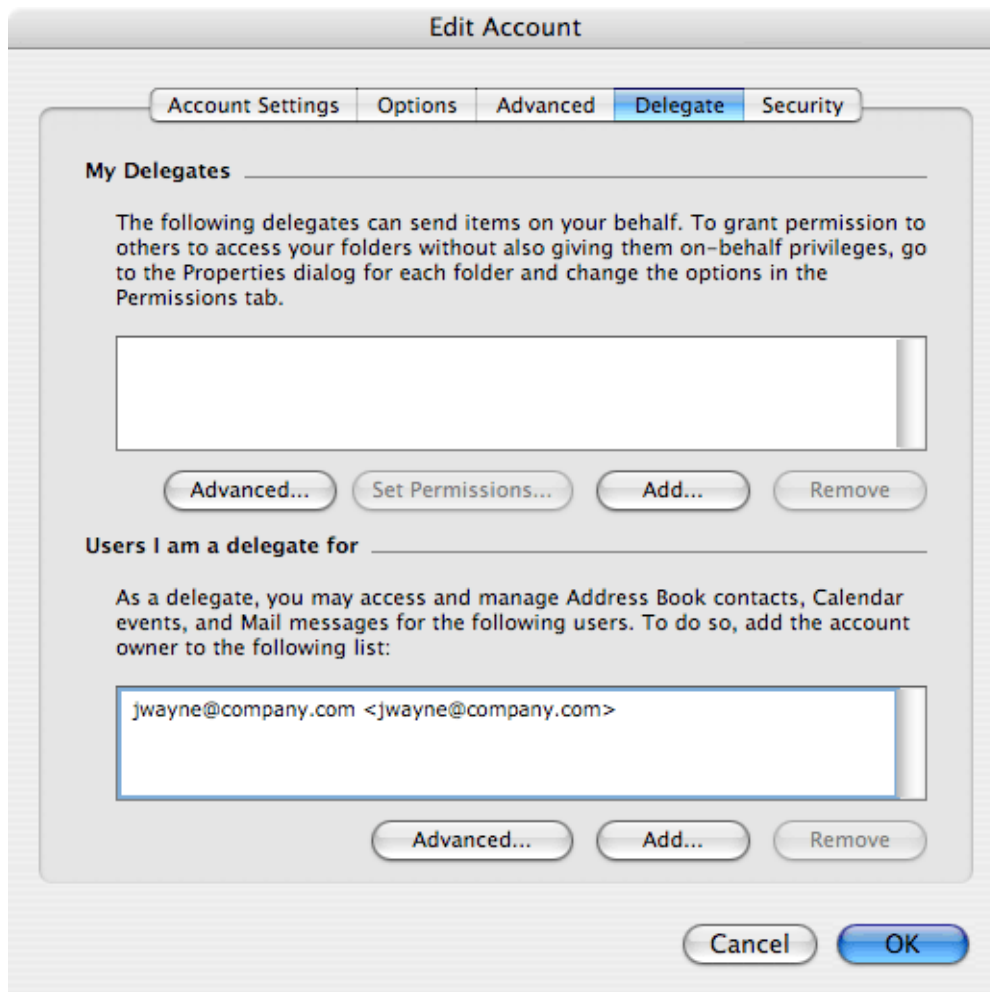 Edit Account
Account Settings Options Advanced Delegate Security
My Delegates
The following delegates can send items on your behalf. To grant permission to
others to access your folders without also giving them on-behalf privileges, go
to the Properties dialog for each folder and change the options in the
Permissions tab.
Advanced... Set Permissions... Add... Remove
Users I am a delegate for
As a delegate, you may access and manage Address Book contacts, Calendar
events, and Mail messages for the following users. To do so, add the account
owner to the following list:
jwayne@company.com <jwayne@company.com>
Advanced... Add... Remove
Cancel OK